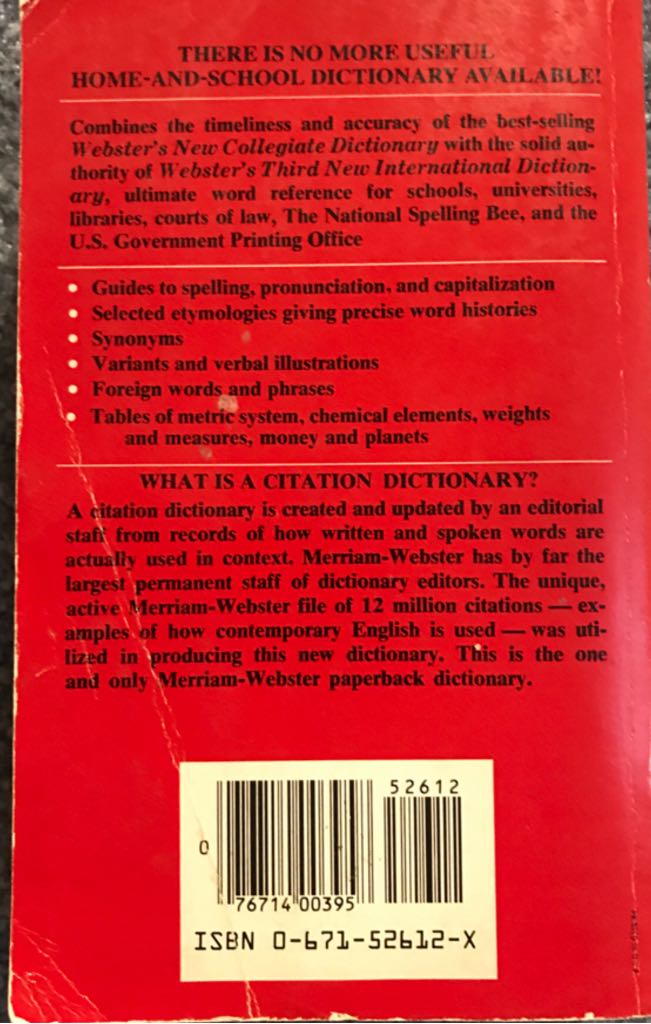 THERE IS NO MORE USEFUL
HOME-AND-SCHOOL DICTIONARY AVAILABLE!
Combines the timeliness and accuracy of the best-selling
Webster's New Collegiate Dictionary with the solid au-
thority of Webster's Third New International Diction-
ary, ultimate word reference for schools, universities,
libraries, courts of law, The National Spelling Bee, and the
U.S. Government Printing Office
• Guides to spelling, pronunciation, and capitalization
• Selected etymologies giving precise word histories
• Synonyms
• Variants and verbal illustrations
• Foreign words and phrases
• Tables of metric system, chemical elements, weights
and measures, money and planets
WHAT IS A CITATION DICTIONARY?
A citation dictionary is created and updated by an editorial
staff from records of how written and spoken words are
actually used in context. Merriam-Webster has by far the
largest permanent staff of dictionary editors. The unique,
active Merriam-Webster file of 12 million citations — ex-
amples of how contemporary English is used — was uti-
lized in producing this new dictionary. This is the one
and only Merriam-Webster paperback dictionary.
52612
0
76714 00395
ISBN 0-671-52612-X